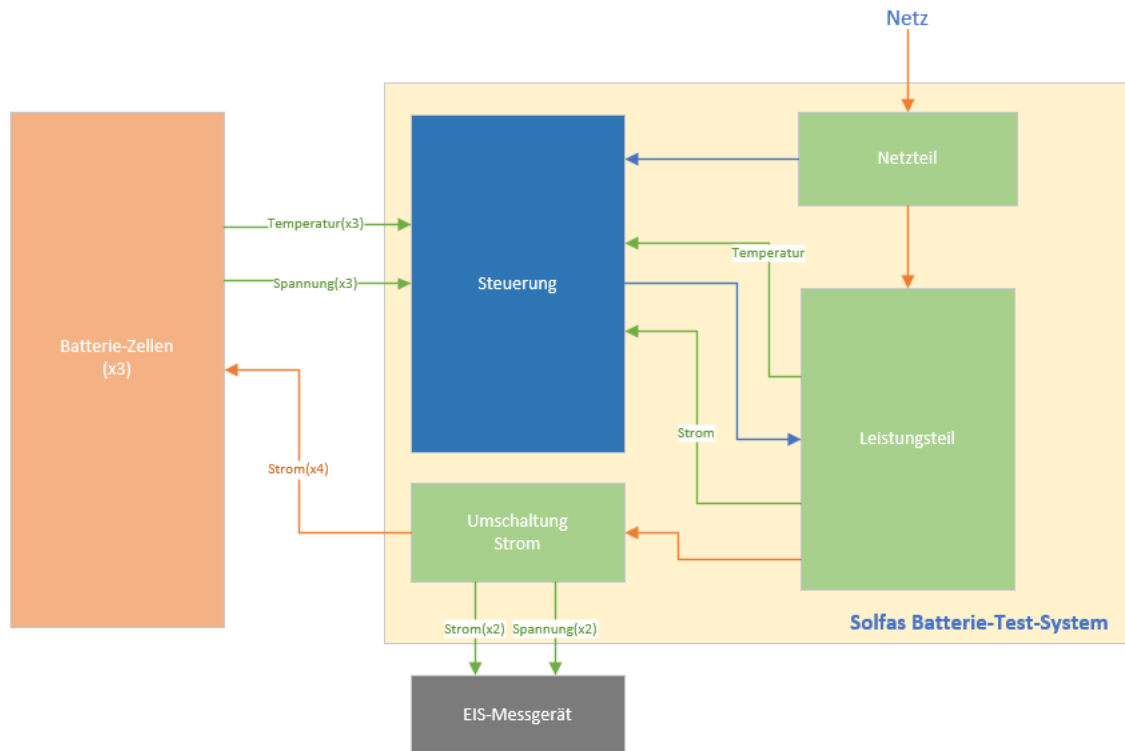 Netz
Netzteil
Temperatur(x3)
Temperatur
Spannung(x3)
Steuerung
Batterie-Zellen
(x3)
Leistungsteil
Strom
Strom(x4)
Umschaltung
Strom
Solfas Batterie-Test-System
Strom(x2)
Spannung(x2)
EIS-Messgerät